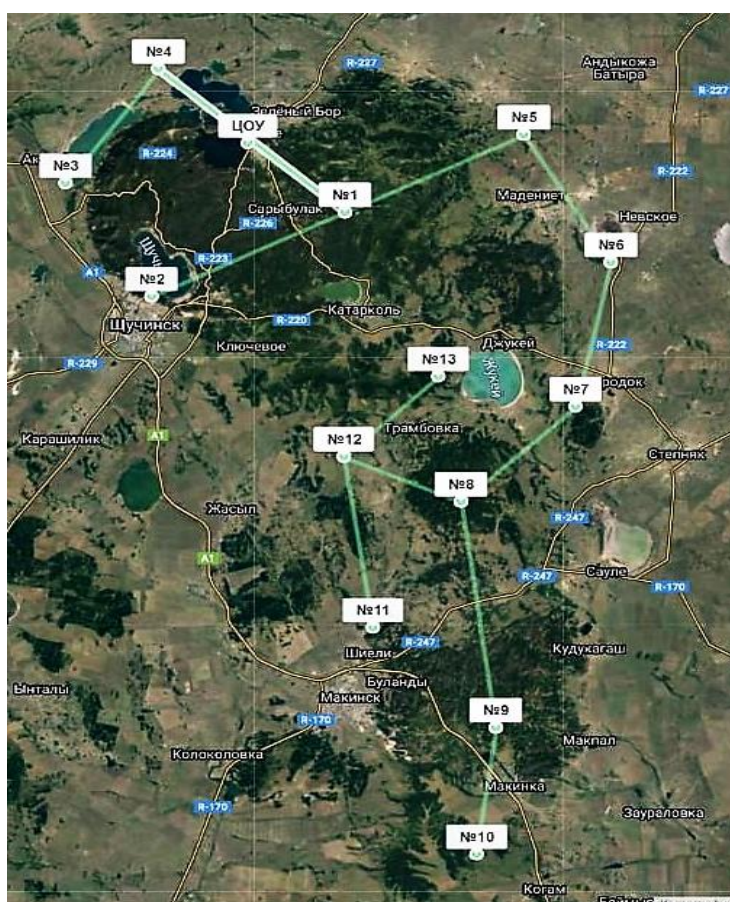 №4
R-227
Андыкожа
Батыра
R-227
Зелёный Бор
№5
ЦОУ
R-224
№3
R-222
Мадениет
№1
Сарыбулак
Невское
R-226
№6
R-223
A1
№2
Катарколь
R-220
Щучинск
Ключевое
Джукей
R-222
№13
Жукей
R-229
№7
Трамбовка
Карашилик
A1
№12
Степняк
№8
Жасыл
R-247
A1
R-247
Сауле
R-170
№11
R-247
Шиели
Кудукагаш
Буланды
Ынталы
Макинск
№9
R-170
Макпал
Колоколовка
Макинка
R-170
Заураловка
№10
Когам